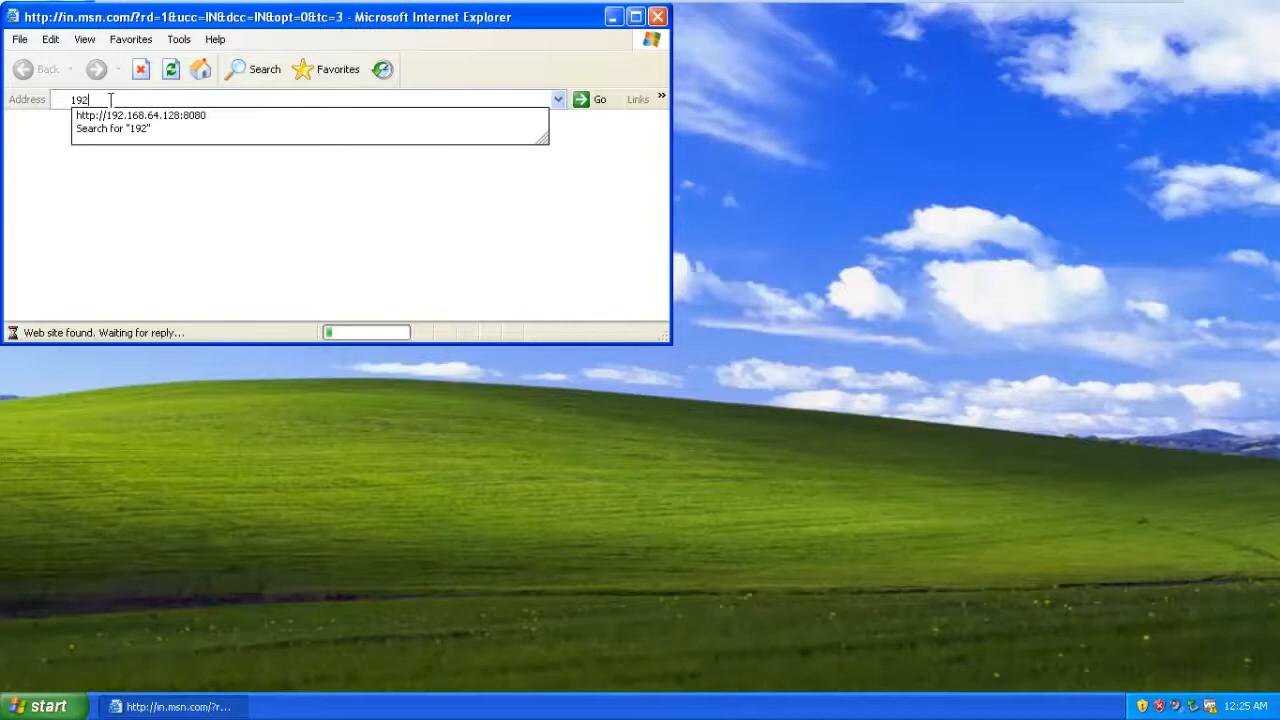 http://in.msn.com/?rd=1&ucc=IN&dcc=IN&opt=0&tc=3 - Microsoft Internet Explorer
File Edit View Favorites Tools Help
Back Search Favorites
Address 192 Go Links »
http://192.168.64.128:8080
Search for "192"
Web site found. Waiting for reply...
start http://in.msn.com/?r... 12:25 AM